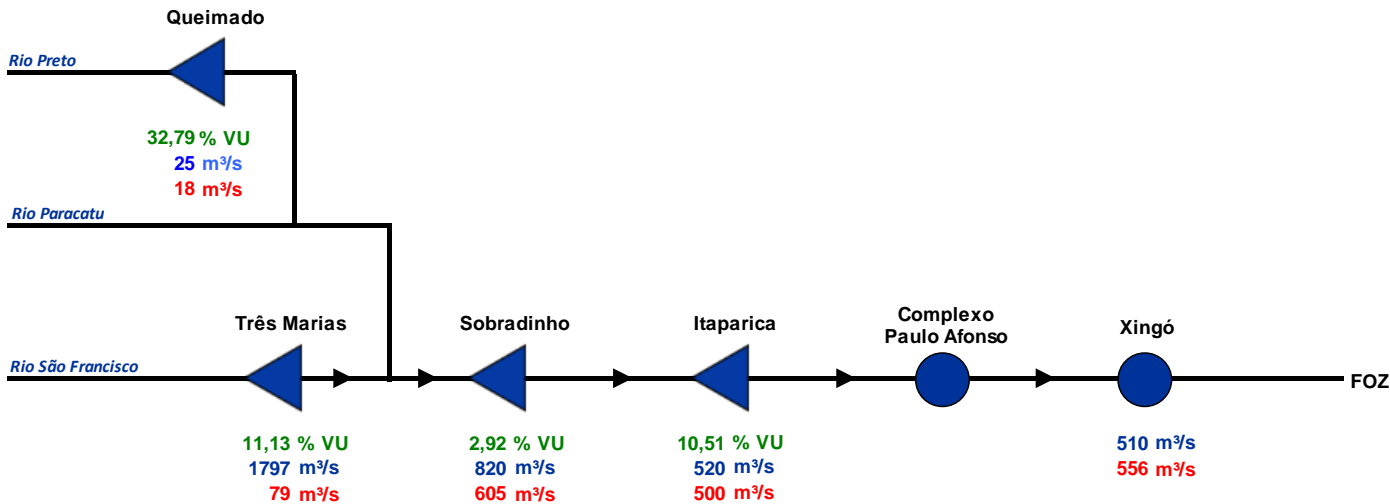 Queimado
Rio Preto
32,79 % VU
25 m³/s
18 m³/s
Rio Paracatu
Três Marias
Sobradinho
Itaparica
Complexo
Paulo Afonso
Xingó
Rio São Francisco
FOZ
11,13 % VU
1797 m³/s
79 m³/s
2,92 % VU
820 m³/s
605 m³/s
10,51 % VU
520 m³/s
500 m³/s
510 m³/s
556 m³/s